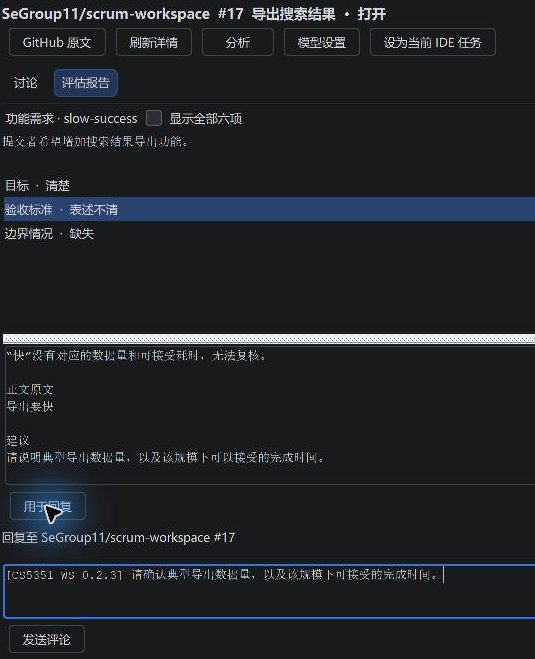 SeGroup11/scrum-workspace #17 导出搜索结果 · 打开
GitHub 原文 刷新详情 分析 模型设置 设为当前 IDE 任务
讨论 评估报告
功能需求 · slow-success 显示全部六项
提交者希望增加搜索结果导出功能。
目标 · 清楚
验收标准 · 表述不清
边界情况 · 缺失
“快”没有对应的数据量和可接受耗时，无法复核。
正文原文
导出要快
建议
请说明典型导出数据量，以及该规模下可以接受的完成时间。
用于回复
回复至 SeGroup11/scrum-workspace #17
[CS5351 WS 0.2.3] 请确认典型导出数据量，以及该规模下可接受的完成时间。
发送评论